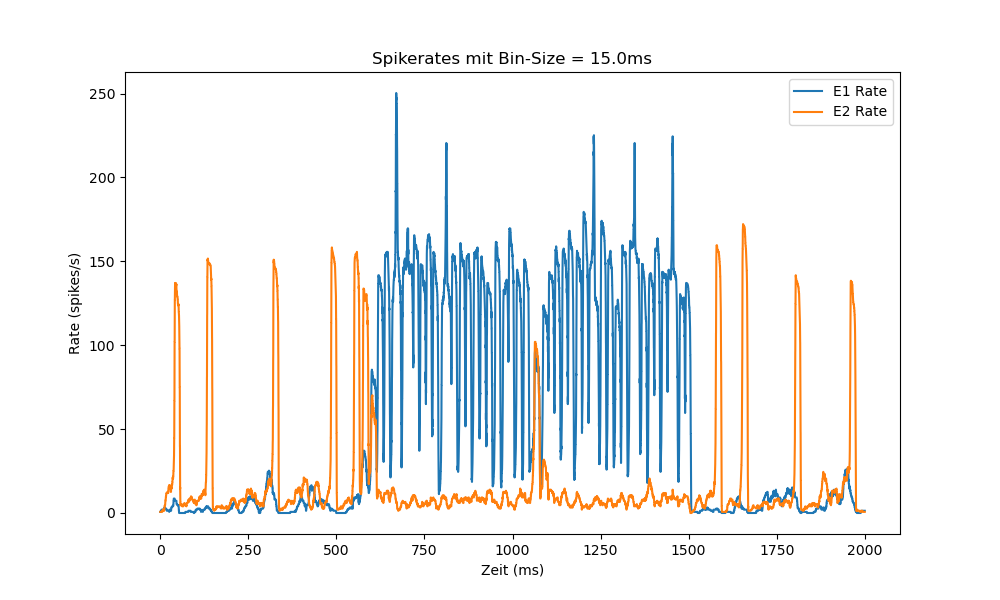 Spikerates mit Bin-Size = 15.0ms
E1 Rate
E2 Rate
250
200
150
100
50
0
Rate (spikes/s)
0 250 500 750 1000 1250 1500 1750 2000
Zeit (ms)